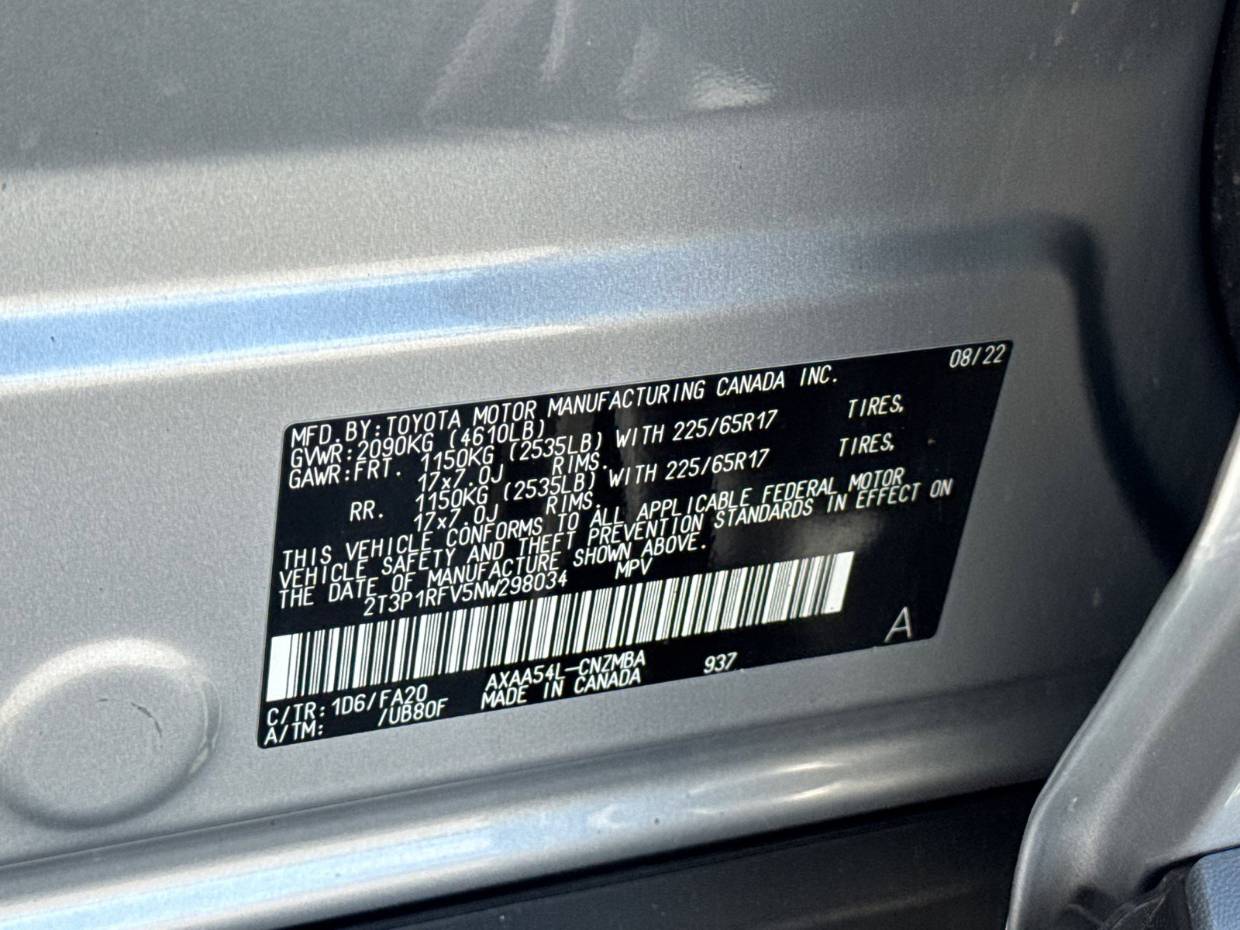 08/22
MFD.BY:TOYOTA MOTOR MANUFACTURING CANADA INC.
GVWR:2090KG (4610LB)
GAWR:FRT. 1150KG (2535LB) WITH 225/65R17 TIRES,
17x7.0J RIMS.
RR. 1150KG (2535LB) WITH 225/65R17 TIRES,
17x7.0J RIMS.
THIS VEHICLE CONFORMS TO ALL APPLICABLE FEDERAL MOTOR
VEHICLE SAFETY AND THEFT PREVENTION STANDARDS IN EFFECT ON
THE DATE OF MANUFACTURE SHOWN ABOVE.
2T3P1RFV5NW298034 MPV
A
C/TR:1D6/FA20 AXAA54L-CNZMBA 937
A/TM: /UB80F MADE IN CANADA